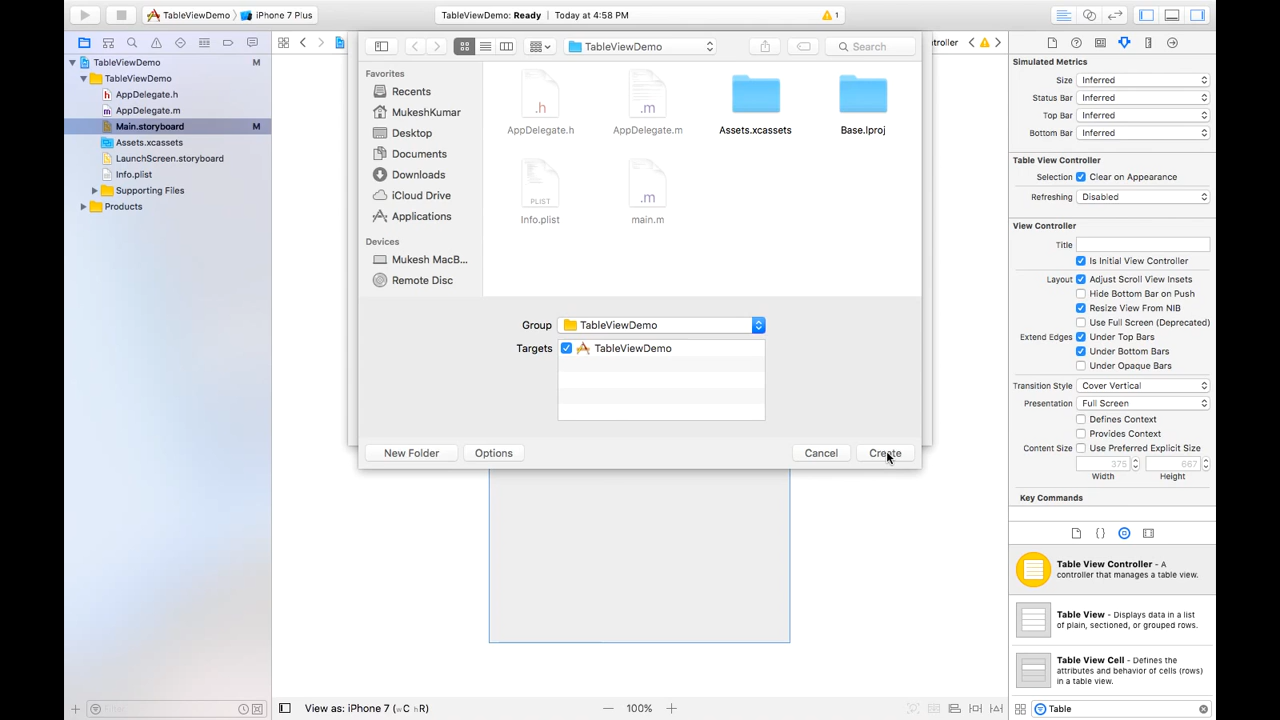 TableViewDemo
iPhone 7 Plus
TableViewDemo: Ready
Today at 4:58 PM
1
TableViewDemo
M
TableViewDemo
AppDelegate.h
AppDelegate.m
Main.storyboard
M
Assets.xcassets
LaunchScreen.storyboard
Info.plist
Supporting Files
Products
TableViewDemo
Search
Favorites
Recents
MukeshKumar
Desktop
Documents
Downloads
iCloud Drive
Applications
Devices
Mukesh MacB...
Remote Disc
.h
AppDelegate.h
.m
AppDelegate.m
Assets.xcassets
Base.lproj
PLIST
Info.plist
.m
main.m
Group
TableViewDemo
Targets
TableViewDemo
New Folder
Options
Cancel
Create
View as: iPhone 7 (wC hR)
100%
Simulated Metrics
Size Inferred
Status Bar Inferred
Top Bar Inferred
Bottom Bar Inferred
Table View Controller
Selection Clear on Appearance
Refreshing Disabled
View Controller
Title
Is Initial View Controller
Layout Adjust Scroll View Insets
Hide Bottom Bar on Push
Resize View From NIB
Use Full Screen (Deprecated)
Extend Edges Under Top Bars
Under Bottom Bars
Under Opaque Bars
Transition Style Cover Vertical
Presentation Full Screen
Defines Context
Provides Context
Content Size Use Preferred Explicit Size
375 667
Width Height
Key Commands
Table View Controller - A
controller that manages a table view.
Table View - Displays data in a list
of plain, sectioned, or grouped rows.
Table View Cell - Defines the
attributes and behavior of cells (rows)
in a table view.
Table